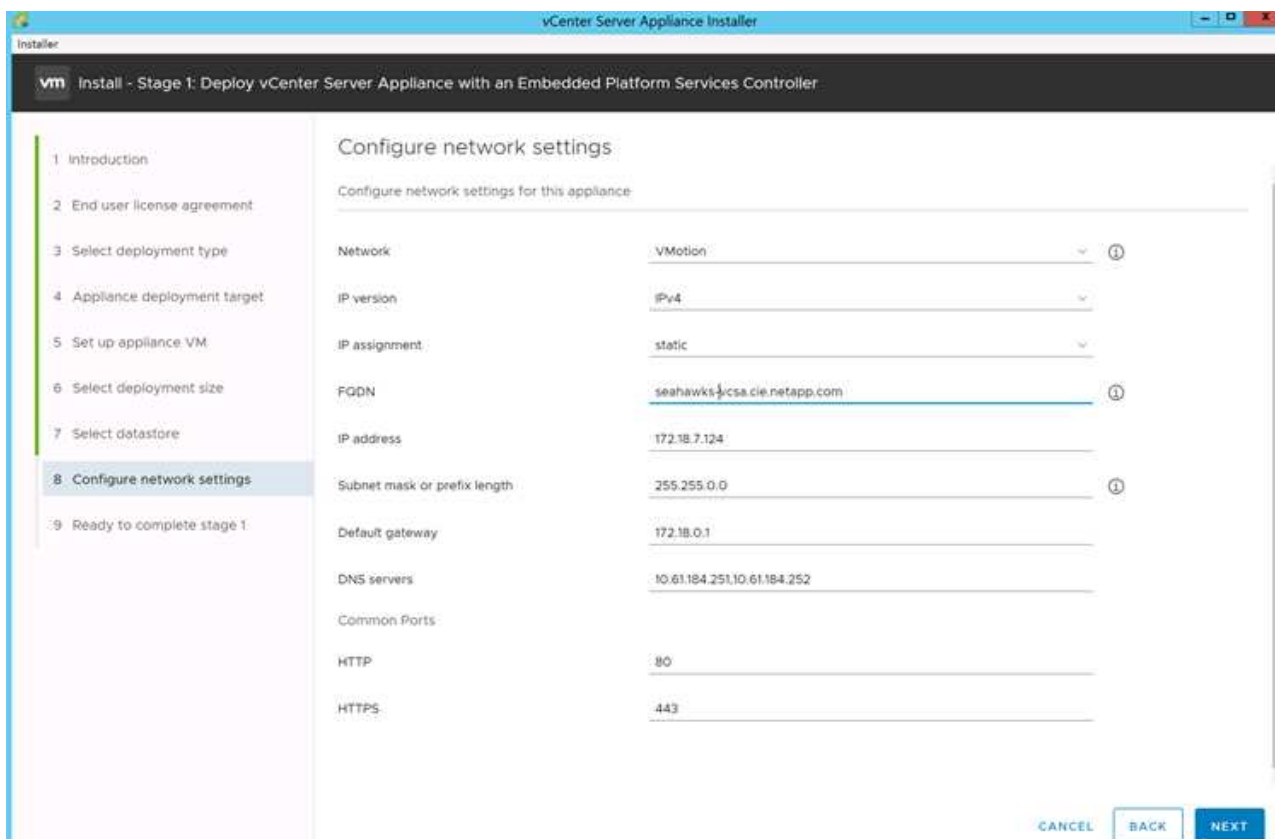 vCenter Server Appliance Installer
Installer
vm Install - Stage 1: Deploy vCenter Server Appliance with an Embedded Platform Services Controller
1 Introduction
2 End user license agreement
3 Select deployment type
4 Appliance deployment target
5 Set up appliance VM
6 Select deployment size
7 Select datastore
8 Configure network settings
9 Ready to complete stage 1
Configure network settings
Configure network settings for this appliance
Network VMotion
IP version IPv4
IP assignment static
FQDN seahawks-vcsa.cie.netapp.com
IP address 172.18.7.124
Subnet mask or prefix length 255.255.0.0
Default gateway 172.18.0.1
DNS servers 10.61.184.251,10.61.184.252
Common Ports
HTTP 80
HTTPS 443
CANCEL BACK NEXT